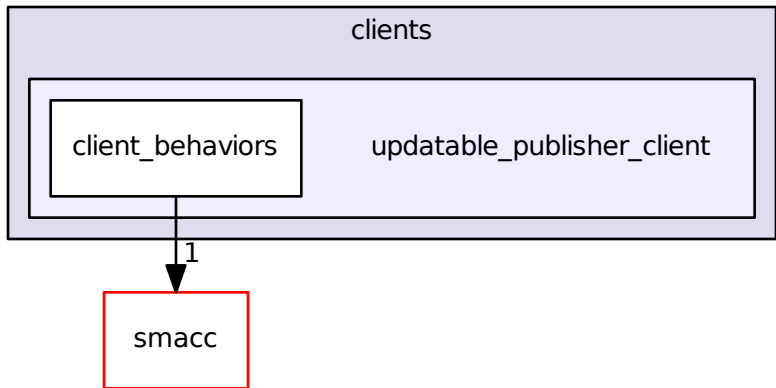 clients
client_behaviors
updatable_publisher_client
1
smacc